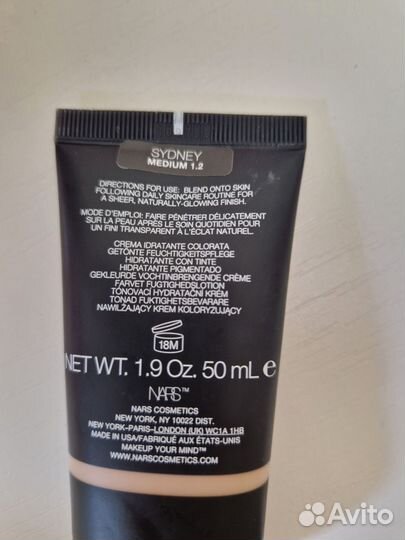 SYDNEY
MEDIUM 1.2
DIRECTIONS FOR USE: BLEND ONTO SKIN
FOLLOWING DAILY SKINCARE ROUTINE FOR
A SHEER, NATURALLY-GLOWING FINISH.
MODE D'EMPLOI: FAIRE PÉNÉTRER DÉLICATEMENT
SUR LA PEAU APRÈS LE SOIN QUOTIDIEN POUR
UN FINI TRANSPARENT À L'ÉCLAT NATUREL.
CREMA IDRATANTE COLORATA
GETÖNTE FEUCHTIGKEITSPFLEGE
HIDRATANTE CON TINTE
HIDRATANTE PIGMENTADO
GEKLEURDE VOCHTINBRENGENDE CRÈME
FARVET FUGTIGHEDSLOTION
TÓNOVACÍ HYDRATAČNÍ KRÉM
TONAD FUKTIGHETSBEVARARE
NAWILŻAJĄCY KREM KOLORYZUJĄCY
18M
NET WT. 1.9 Oz. 50 mL ℮
NARS™
NARS COSMETICS
NEW YORK, NY 10022 DIST.
NEW YORK-PARIS-LONDON (UK) WC1A 1HB
MADE IN USA/FABRIQUÉ AUX ÉTATS-UNIS
MAKEUP YOUR MIND™
WWW.NARSCOSMETICS.COM
Avito